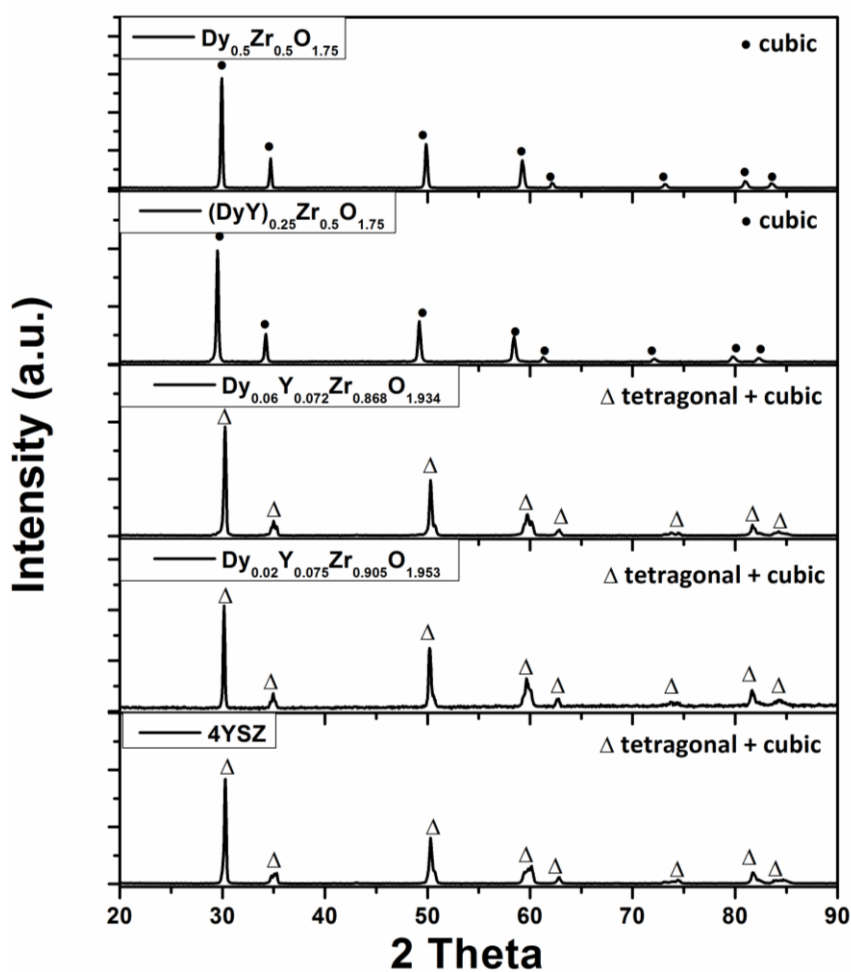 Dy0.5Zr0.5O1.75
• cubic
(DyY)0.25Zr0.5O1.75
• cubic
Dy0.06Y0.072Zr0.868O1.934
Δ tetragonal + cubic
Dy0.02Y0.075Zr0.905O1.953
Δ tetragonal + cubic
4YSZ
Δ tetragonal + cubic
Intensity (a.u.)
20 30 40 50 60 70 80 90
2 Theta